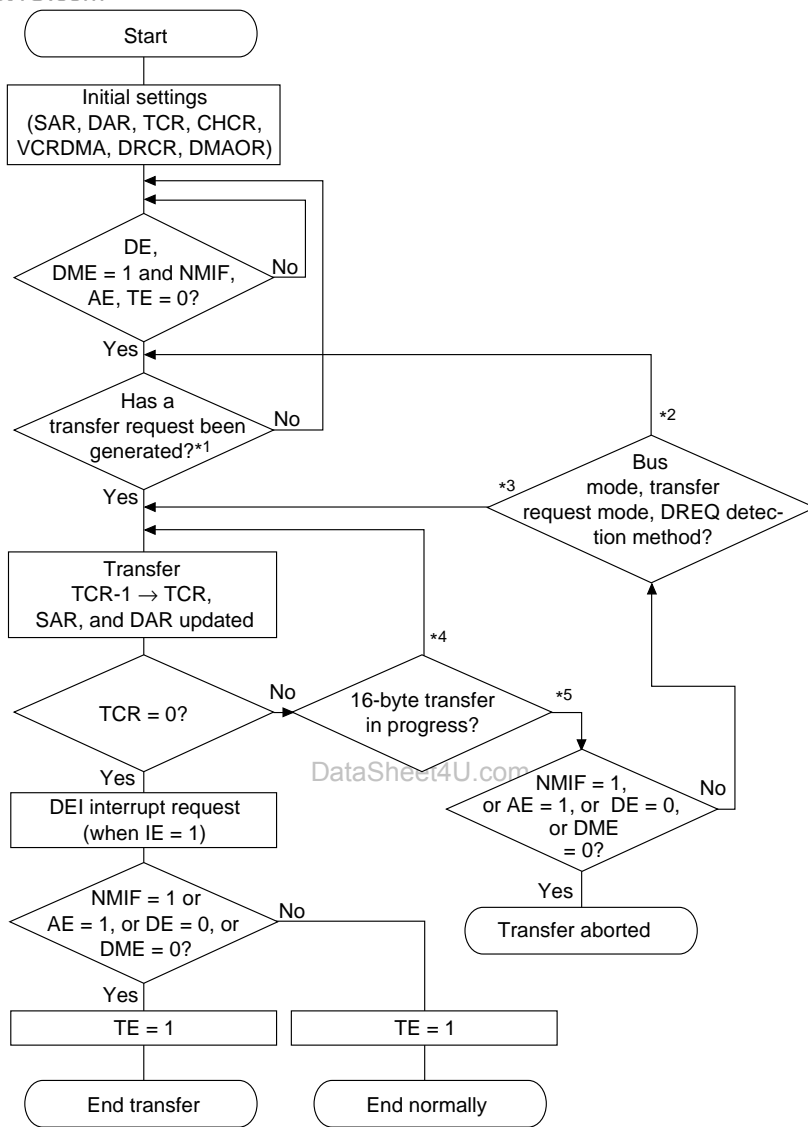 Start
Initial settings
(SAR, DAR, TCR, CHCR,
VCRDMA, DRCR, DMAOR)
DE,
DME = 1 and NMIF,
AE, TE = 0?
No
Yes
Has a
transfer request been
generated?*1
No
Yes
*2
*3
Bus
mode, transfer
request mode, DREQ detec-
tion method?
Transfer
TCR-1 → TCR,
SAR, and DAR updated
*4
TCR = 0?
No
16-byte transfer
in progress?
*5
Yes
DataSheet4U.com
NMIF = 1,
or AE = 1, or DE = 0,
or DME
= 0?
No
Yes
Transfer aborted
DEI interrupt request
(when IE = 1)
NMIF = 1 or
AE = 1, or DE = 0, or
DME = 0?
No
Yes
TE = 1
TE = 1
End transfer
End normally